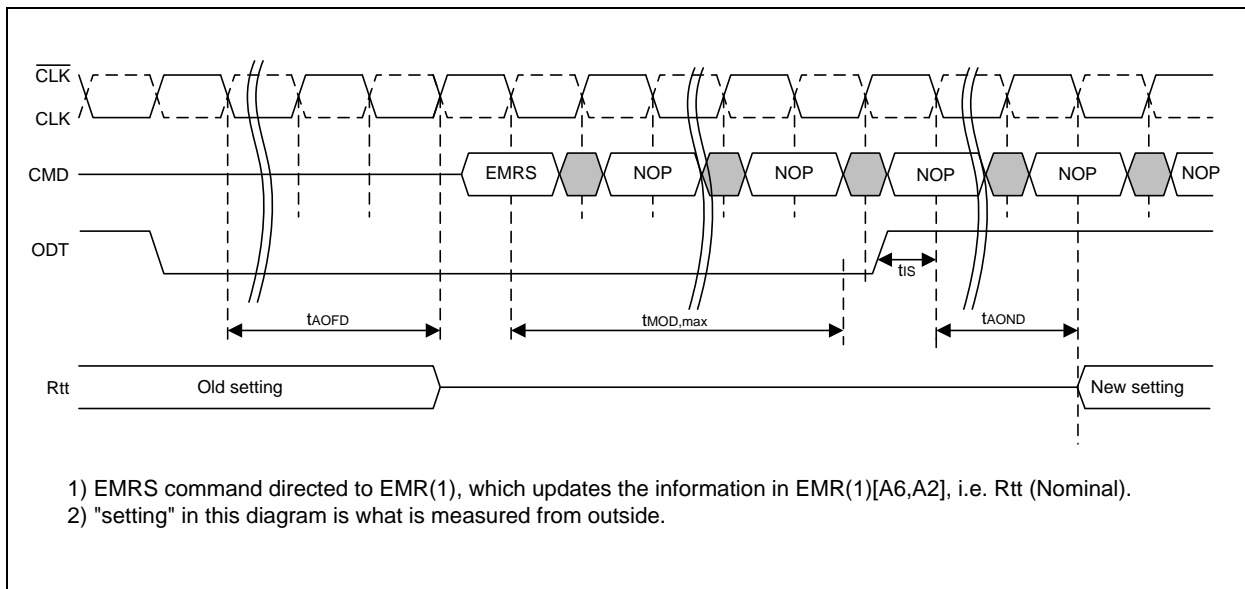 CLK
CLK
CMD
EMRS
NOP
NOP
NOP
NOP
NOP
ODT
tIS
tAOFD
tMOD,max
tAOND
Rtt
Old setting
New setting
1) EMRS command directed to EMR(1), which updates the information in EMR(1)[A6,A2], i.e. Rtt (Nominal).
2) "setting" in this diagram is what is measured from outside.